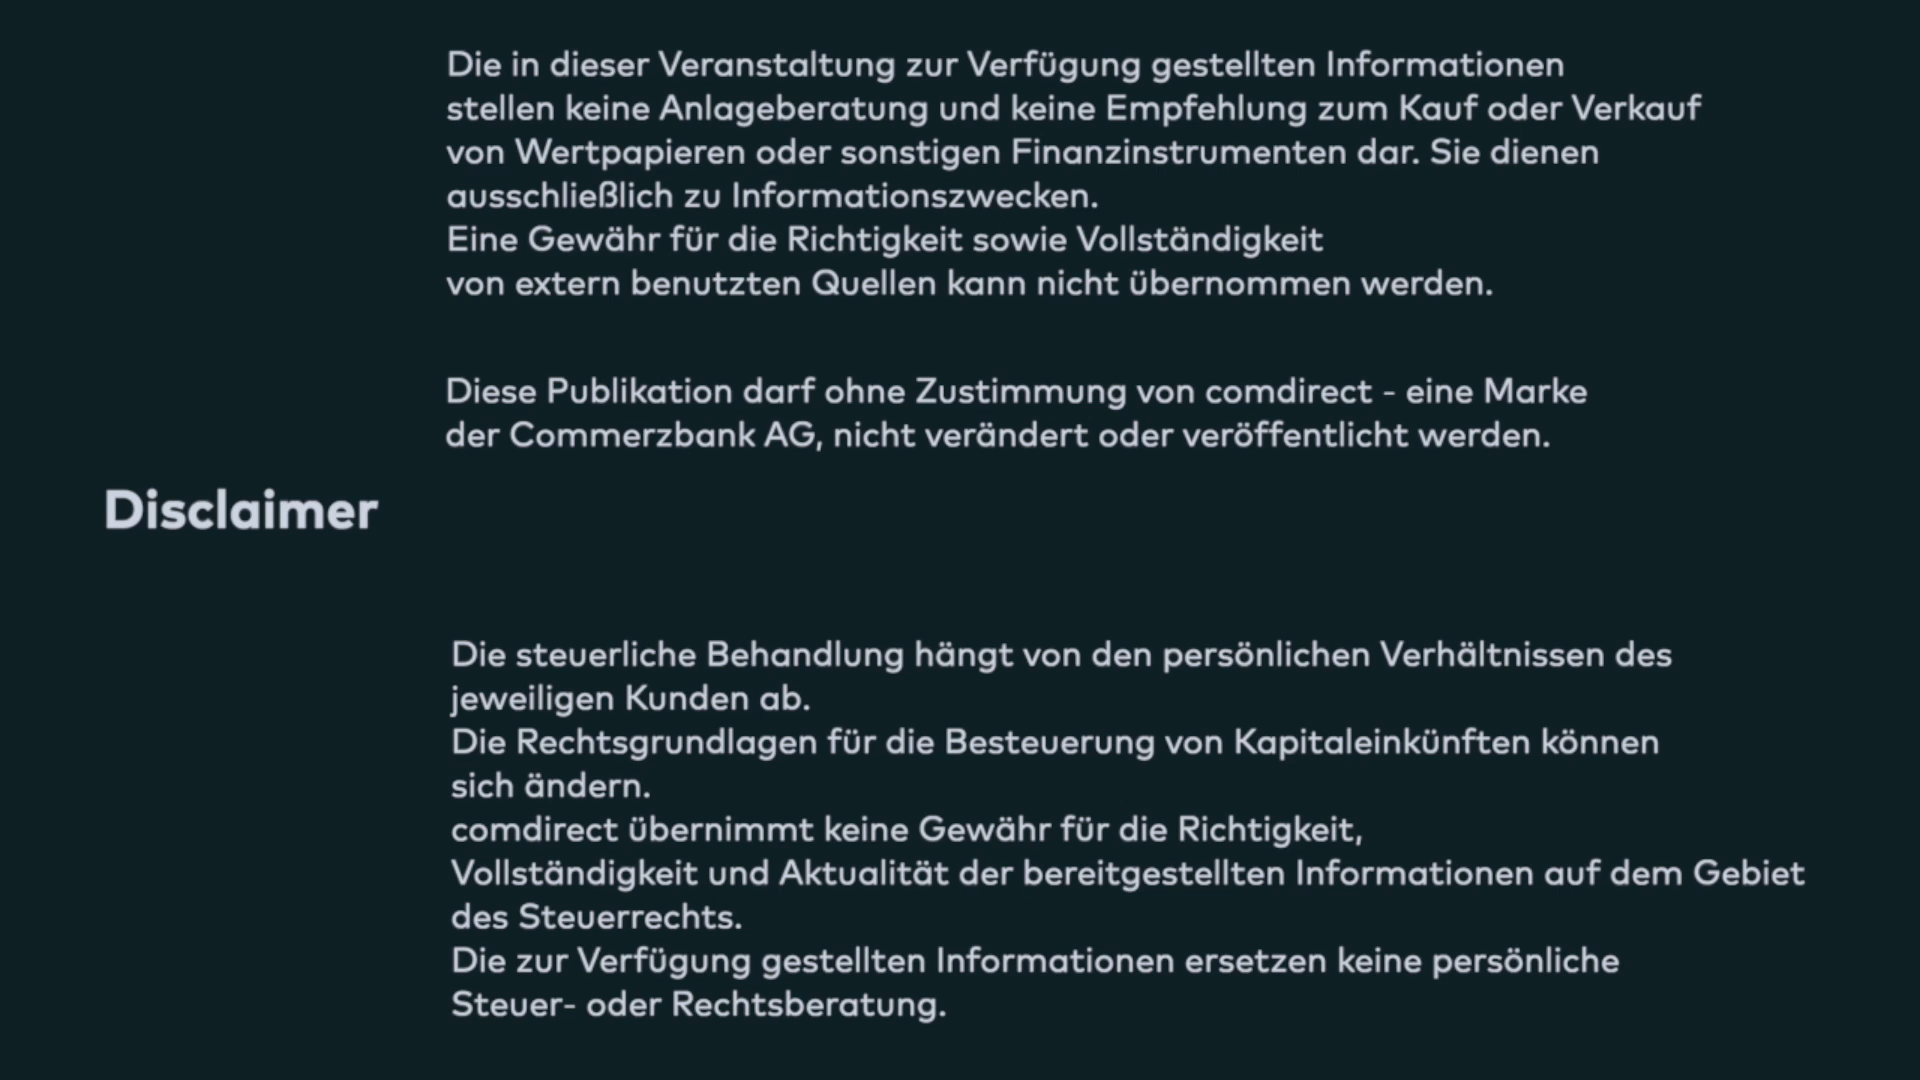 Die in dieser Veranstaltung zur Verfügung gestellten Informationen
stellen keine Anlageberatung und keine Empfehlung zum Kauf oder Verkauf
von Wertpapieren oder sonstigen Finanzinstrumenten dar. Sie dienen
ausschließlich zu Informationszwecken.
Eine Gewähr für die Richtigkeit sowie Vollständigkeit
von extern benutzten Quellen kann nicht übernommen werden.
Diese Publikation darf ohne Zustimmung von comdirect - eine Marke
der Commerzbank AG, nicht verändert oder veröffentlicht werden.
Disclaimer
Die steuerliche Behandlung hängt von den persönlichen Verhältnissen des
jeweiligen Kunden ab.
Die Rechtsgrundlagen für die Besteuerung von Kapitaleinkünften können
sich ändern.
comdirect übernimmt keine Gewähr für die Richtigkeit,
Vollständigkeit und Aktualität der bereitgestellten Informationen auf dem Gebiet
des Steuerrechts.
Die zur Verfügung gestellten Informationen ersetzen keine persönliche
Steuer- oder Rechtsberatung.